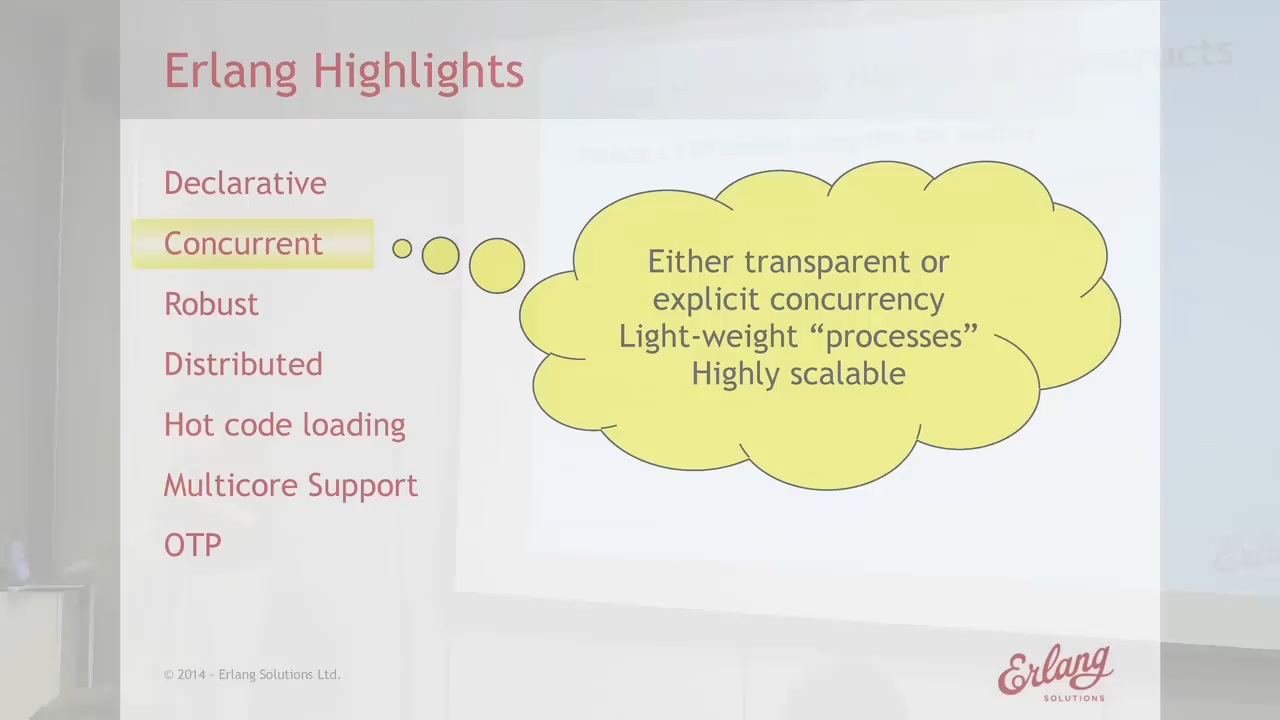 Erlang Highlights
Declarative
Concurrent
Robust
Distributed
Hot code loading
Multicore Support
OTP
Either transparent or
explicit concurrency
Light-weight “processes”
Highly scalable
© 2014 - Erlang Solutions Ltd.
Erlang
SOLUTIONS